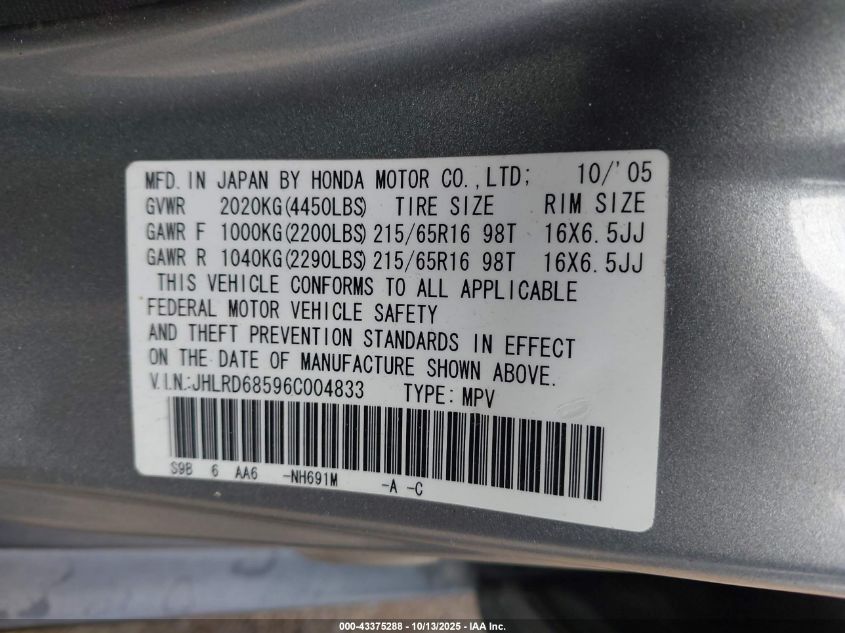 MFD. IN JAPAN BY HONDA MOTOR CO., LTD; 10/'05
GVWR 2020KG(4450LBS) TIRE SIZE RIM SIZE
GAWR F 1000KG(2200LBS) 215/65R16 98T 16X6.5JJ
GAWR R 1040KG(2290LBS) 215/65R16 98T 16X6.5JJ
THIS VEHICLE CONFORMS TO ALL APPLICABLE
FEDERAL MOTOR VEHICLE SAFETY
AND THEFT PREVENTION STANDARDS IN EFFECT
ON THE DATE OF MANUFACTURE SHOWN ABOVE.
V.I.N.:JHLRD68596C004833 TYPE: MPV
S9B 6 AA6 -NH691M -A -C
000-43375288 - 10/13/2025 - IAA Inc.